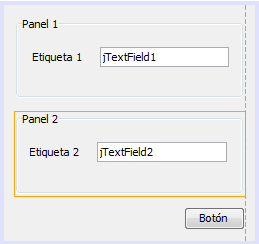 Panel 1
Etiqueta 1 jTextField1
Panel 2
Etiqueta 2 jTextField2
Botón